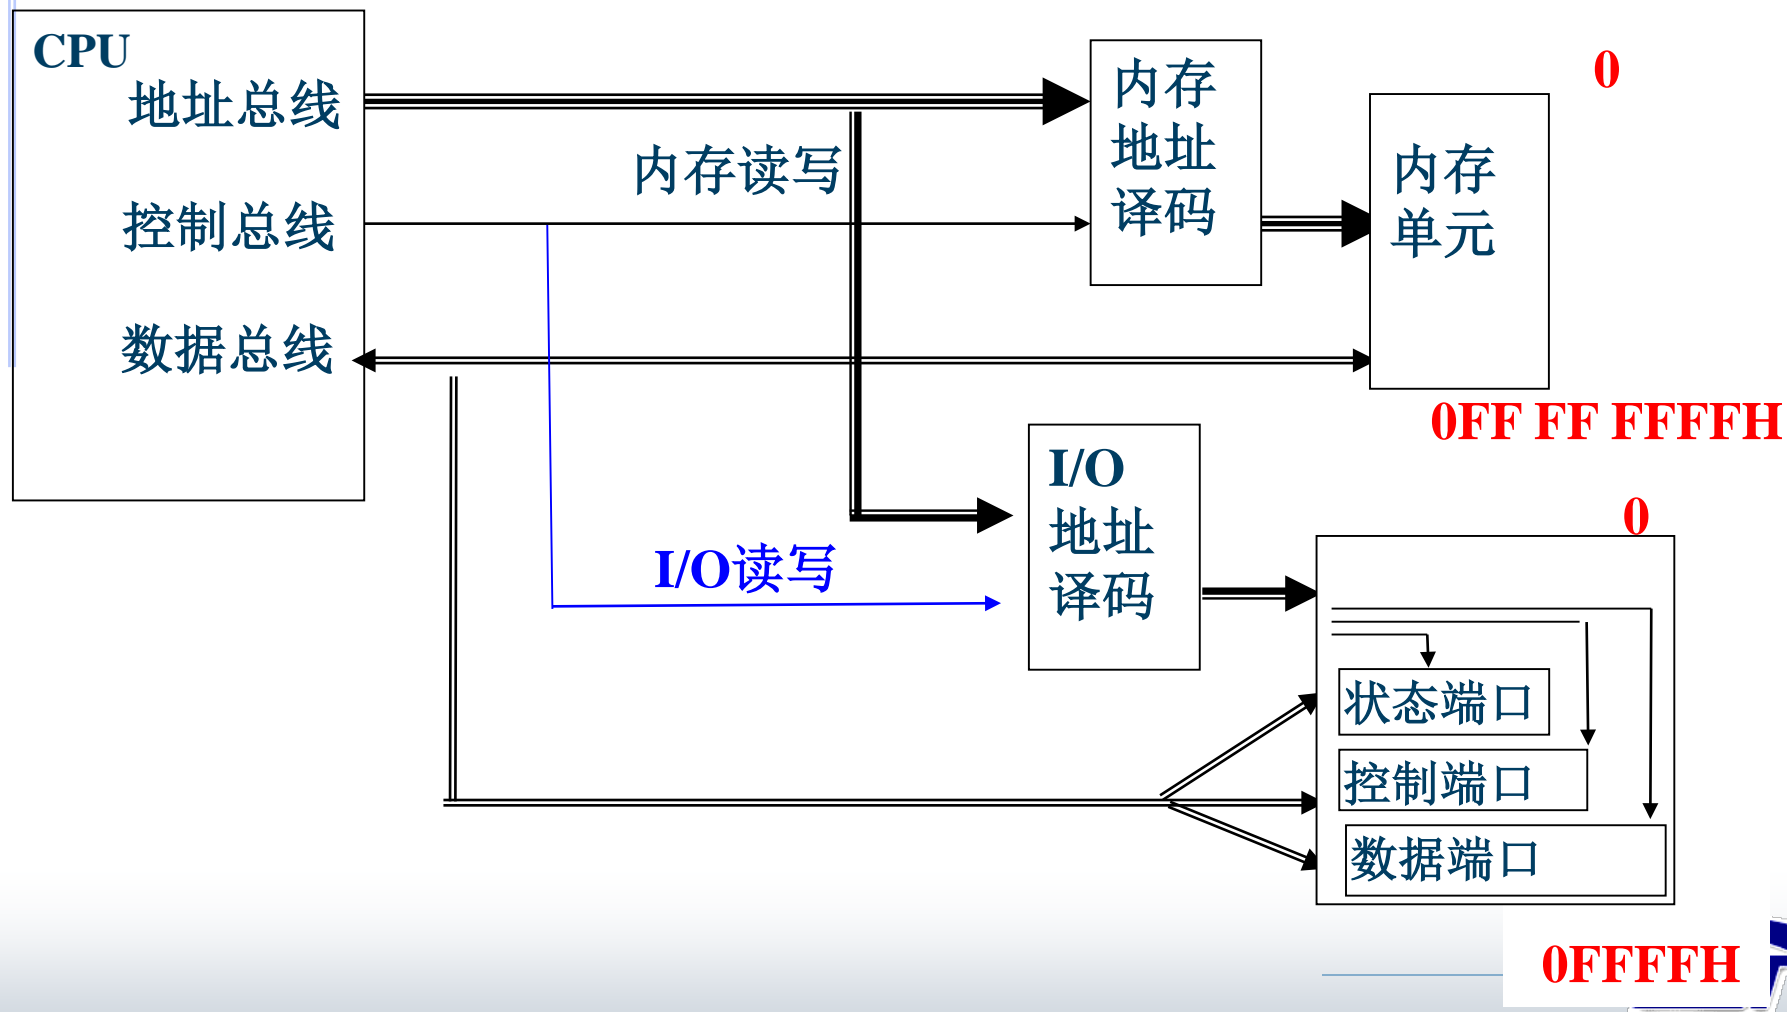 CPU
地址总线
控制总线
数据总线
内存读写
内存
地址
译码
内存
单元
0
0FF FF FFFFH
I/O
地址
译码
I/O读写
0
状态端口
控制端口
数据端口
0FFFFH